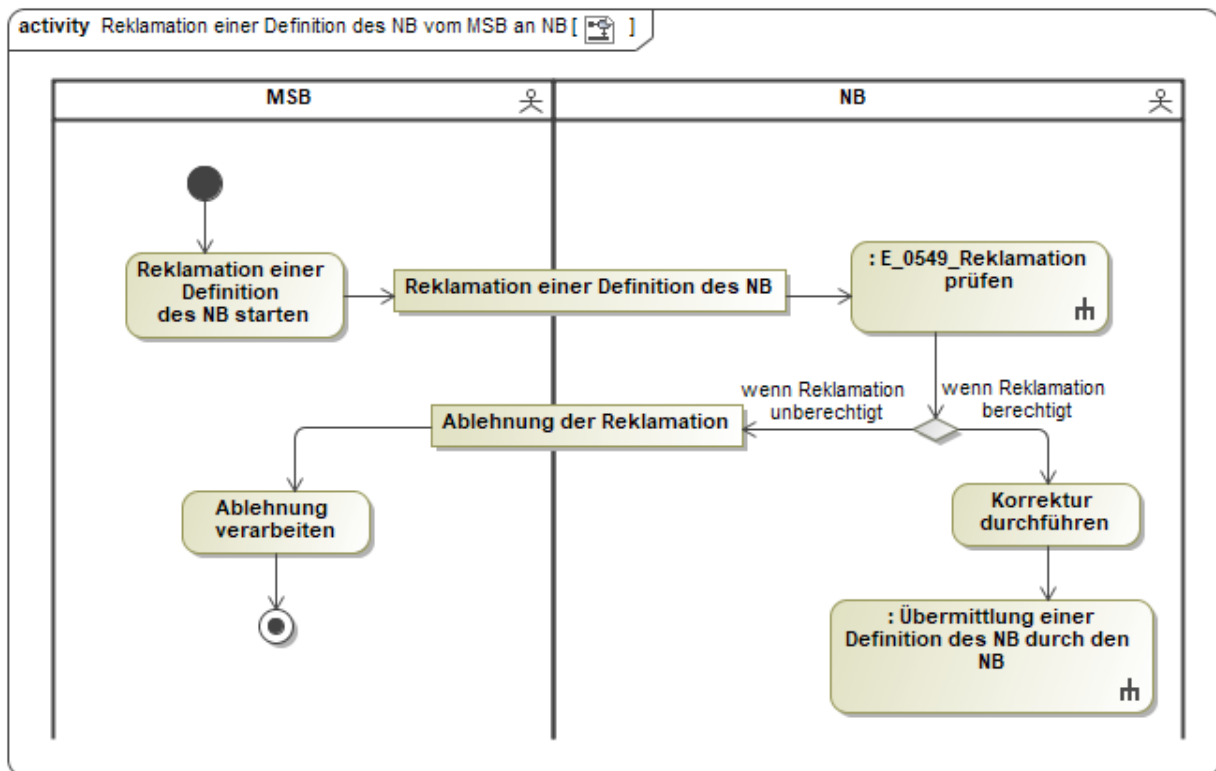 activity Reklamation einer Definition des NB vom MSB an NB [ ]
MSB
NB
Reklamation einer
Definition
des NB starten
Reklamation einer Definition des NB
: E_0549_Reklamation
prüfen
wenn Reklamation
unberechtigt
wenn Reklamation
berechtigt
Ablehnung der Reklamation
Ablehnung
verarbeiten
Korrektur
durchführen
: Übermittlung einer
Definition des NB durch den
NB